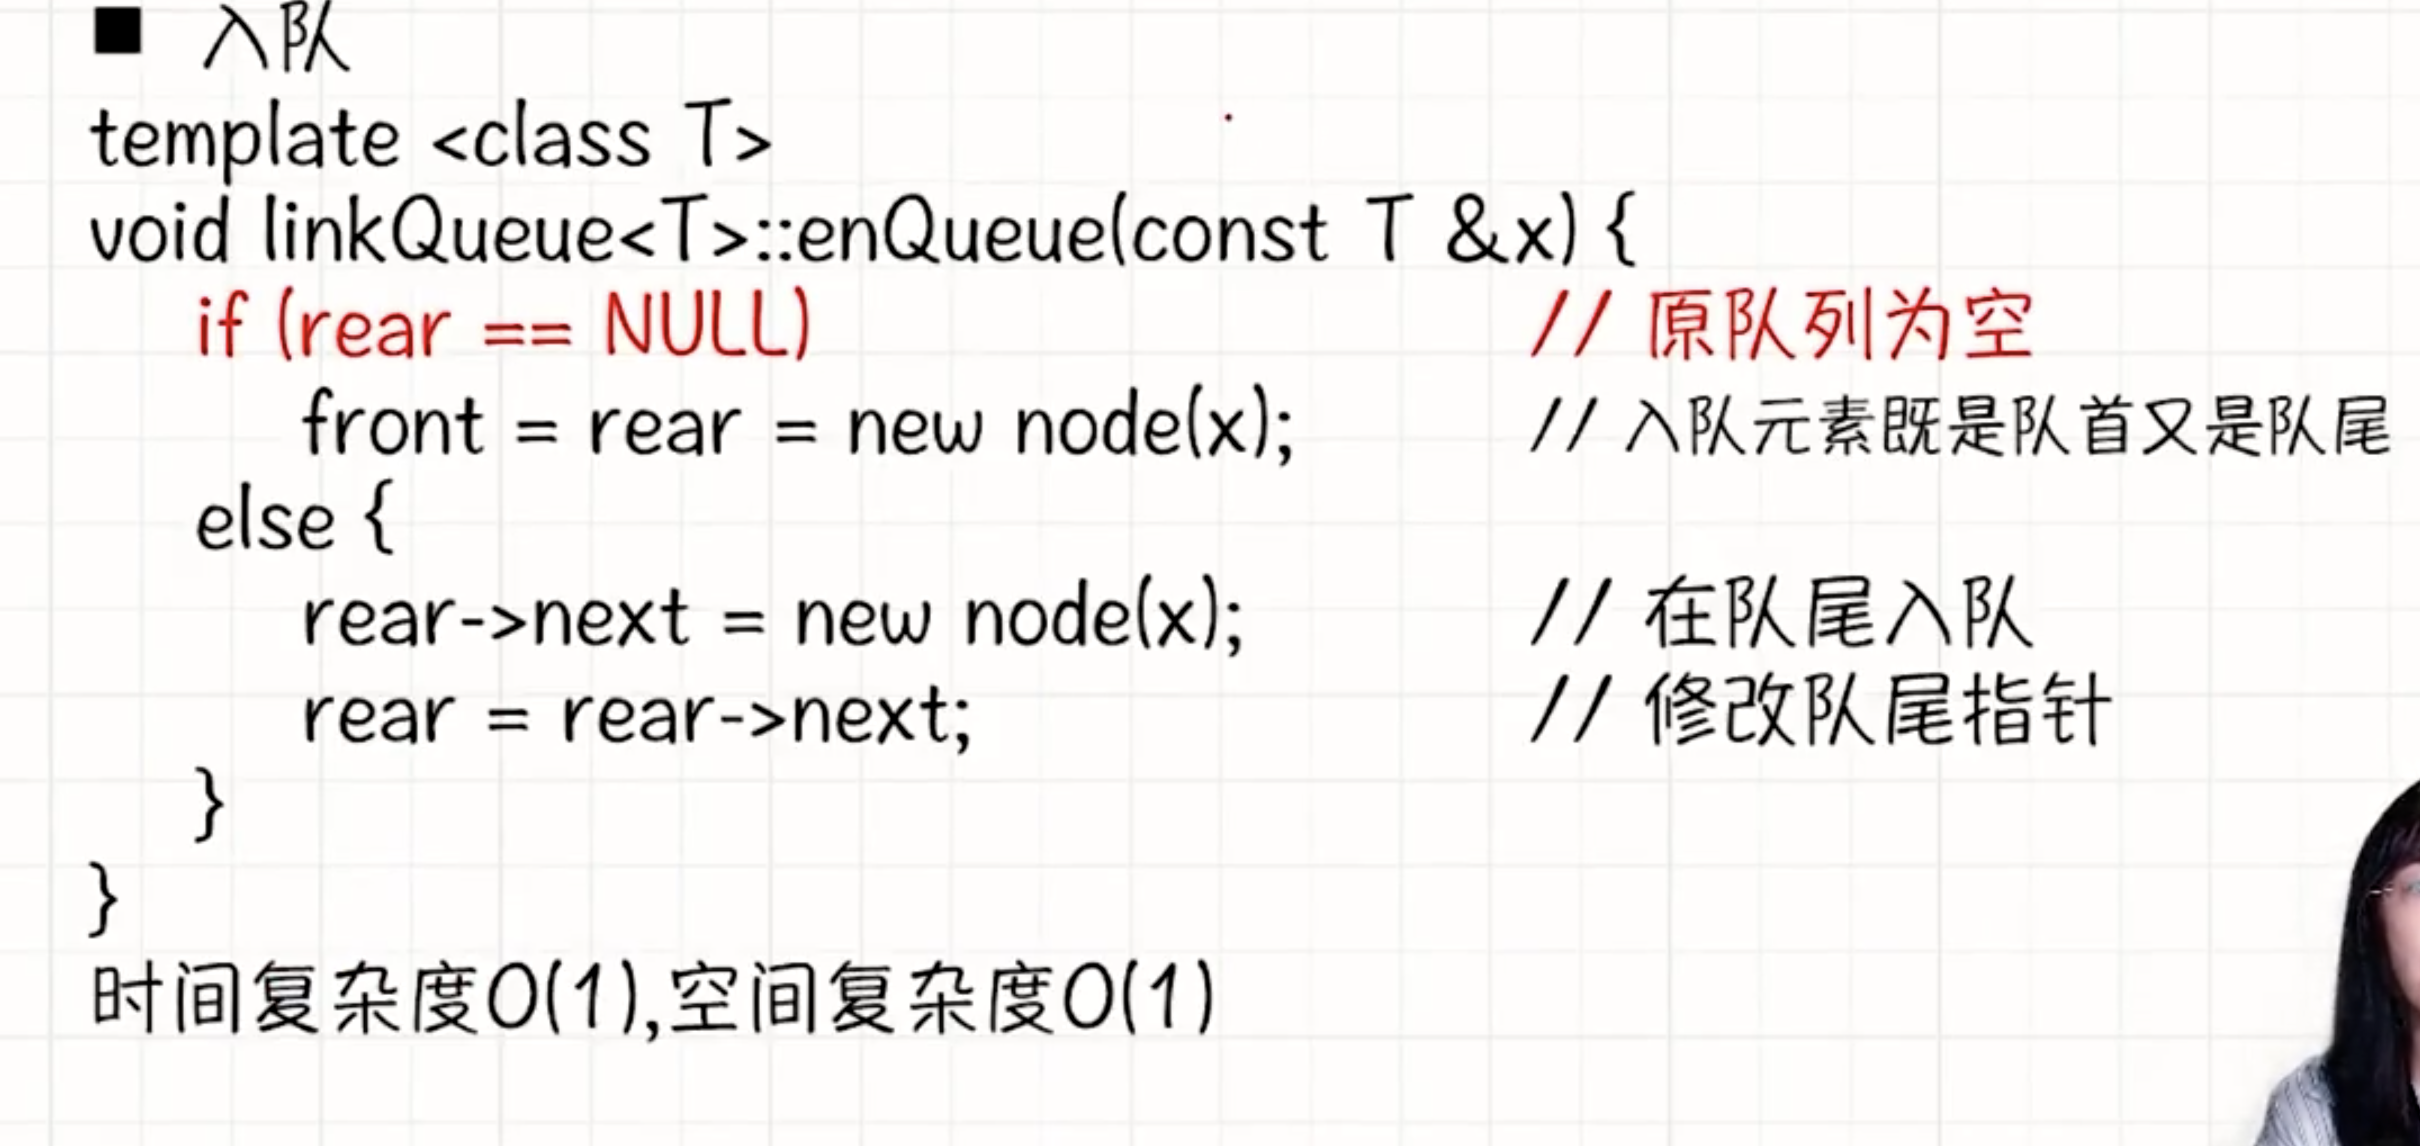 ■ 入队
template <class T>
void linkQueue<T>::enQueue(const T &x) {
if (rear == NULL) // 原队列为空
front = rear = new node(x); // 入队元素既是队首又是队尾
else {
rear->next = new node(x); // 在队尾入队
rear = rear->next; // 修改队尾指针
}
}
时间复杂度O(1),空间复杂度O(1)